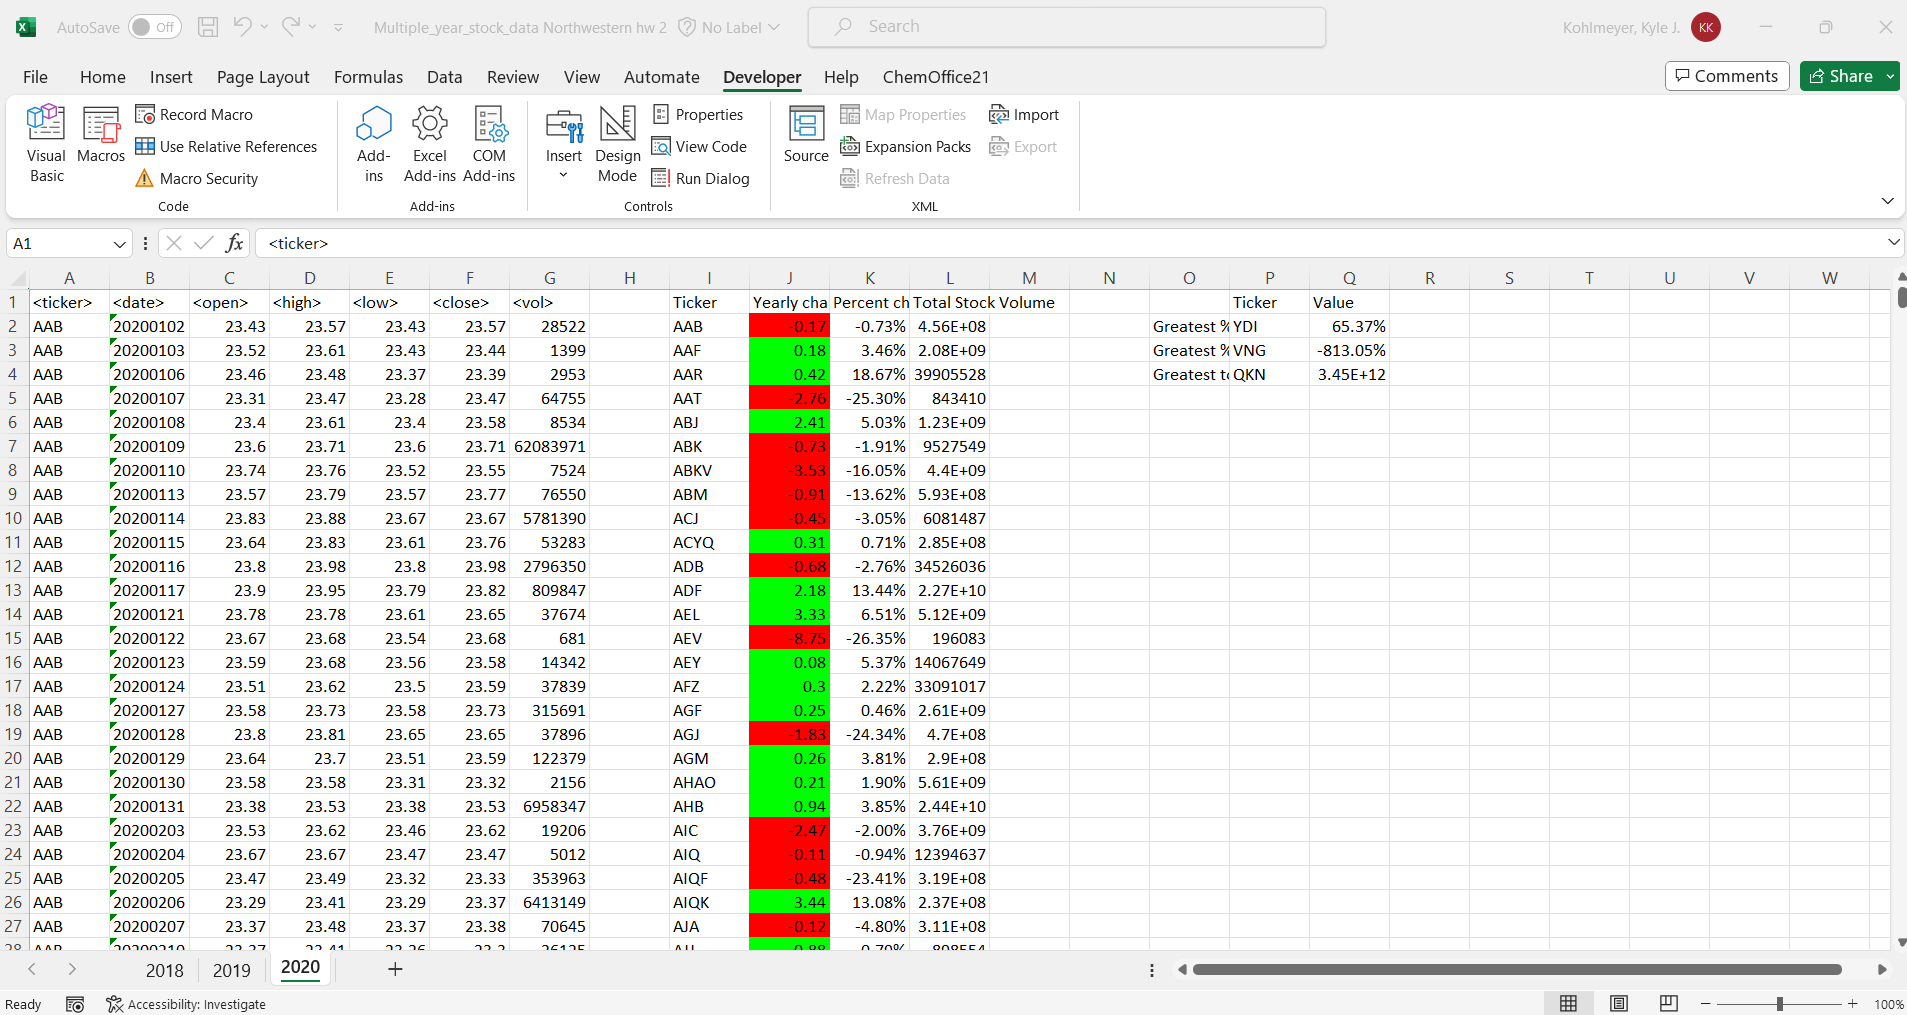 AutoSave Off Multiple_year_stock_data Northwestern hw 2 No Label Search Kohlmeyer, Kyle J. KK
File Home Insert Page Layout Formulas Data Review View Automate Developer Help ChemOffice21 Comments Share
Visual Basic Macros Record Macro Use Relative References Macro Security Code
Add-ins Excel Add-ins COM Add-ins Add-ins
Insert Design Mode Properties View Code Run Dialog Controls
Source Map Properties Expansion Packs Refresh Data Import Export XML
A1 fx <ticker>
A B C D E F G H I J K L M N O P Q R S T U V W
1 <ticker> <date> <open> <high> <low> <close> <vol> Ticker Yearly cha Percent ch Total Stock Volume Ticker Value
2 AAB 20200102 23.43 23.57 23.43 23.57 28522 AAB -0.17 -0.73% 4.56E+08 Greatest % YDI 65.37%
3 AAB 20200103 23.52 23.61 23.43 23.44 1399 AAF 0.18 3.46% 2.08E+09 Greatest % VNG -813.05%
4 AAB 20200106 23.46 23.48 23.37 23.39 2953 AAR 0.42 18.67% 39905528 Greatest to QKN 3.45E+12
5 AAB 20200107 23.31 23.47 23.28 23.47 64755 AAT -2.76 -25.30% 843410
6 AAB 20200108 23.4 23.61 23.4 23.58 8534 ABJ 2.41 5.03% 1.23E+09
7 AAB 20200109 23.6 23.71 23.6 23.71 62083971 ABK -0.73 -1.91% 9527549
8 AAB 20200110 23.74 23.76 23.52 23.55 7524 ABKV -3.53 -16.05% 4.4E+09
9 AAB 20200113 23.57 23.79 23.57 23.77 76550 ABM -0.91 -13.62% 5.93E+08
10 AAB 20200114 23.83 23.88 23.67 23.67 5781390 ACJ -0.45 -3.05% 6081487
11 AAB 20200115 23.64 23.83 23.61 23.76 53283 ACYQ 0.31 0.71% 2.85E+08
12 AAB 20200116 23.8 23.98 23.8 23.98 2796350 ADB -0.68 -2.76% 34526036
13 AAB 20200117 23.9 23.95 23.79 23.82 809847 ADF 2.18 13.44% 2.27E+10
14 AAB 20200121 23.78 23.78 23.61 23.65 37674 AEL 3.33 6.51% 5.12E+09
15 AAB 20200122 23.67 23.68 23.54 23.68 681 AEV -8.75 -26.35% 196083
16 AAB 20200123 23.59 23.68 23.56 23.58 14342 AEY 0.08 5.37% 14067649
17 AAB 20200124 23.51 23.62 23.5 23.59 37839 AFZ 0.3 2.22% 33091017
18 AAB 20200127 23.58 23.73 23.58 23.73 315691 AGF 0.25 0.46% 2.61E+09
19 AAB 20200128 23.8 23.81 23.65 23.65 37896 AGJ -1.83 -24.34% 4.7E+08
20 AAB 20200129 23.64 23.7 23.51 23.59 122379 AGM 0.26 3.81% 2.9E+08
21 AAB 20200130 23.58 23.58 23.31 23.32 2156 AHAO 0.21 1.90% 5.61E+09
22 AAB 20200131 23.38 23.53 23.38 23.53 6958347 AHB 0.94 3.85% 2.44E+10
23 AAB 20200203 23.53 23.62 23.46 23.62 19206 AIC -2.47 -2.00% 3.76E+09
24 AAB 20200204 23.67 23.67 23.47 23.47 5012 AIQ -0.11 -0.94% 12394637
25 AAB 20200205 23.47 23.49 23.32 23.33 353963 AIQF -0.48 -23.41% 3.19E+08
26 AAB 20200206 23.29 23.41 23.29 23.37 6413149 AIQK 3.44 13.08% 2.37E+08
27 AAB 20200207 23.37 23.48 23.37 23.38 70645 AJA -0.12 -4.80% 3.11E+08
28 AAB 20200210
2018 2019 2020
Ready Accessibility: Investigate 100%